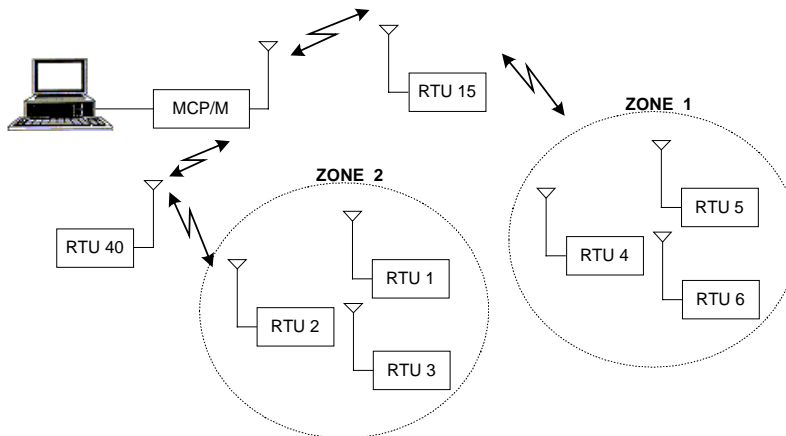 MCP/M
RTU 15
ZONE 1
RTU 5
RTU 4
RTU 6
ZONE 2
RTU 40
RTU 1
RTU 2
RTU 3